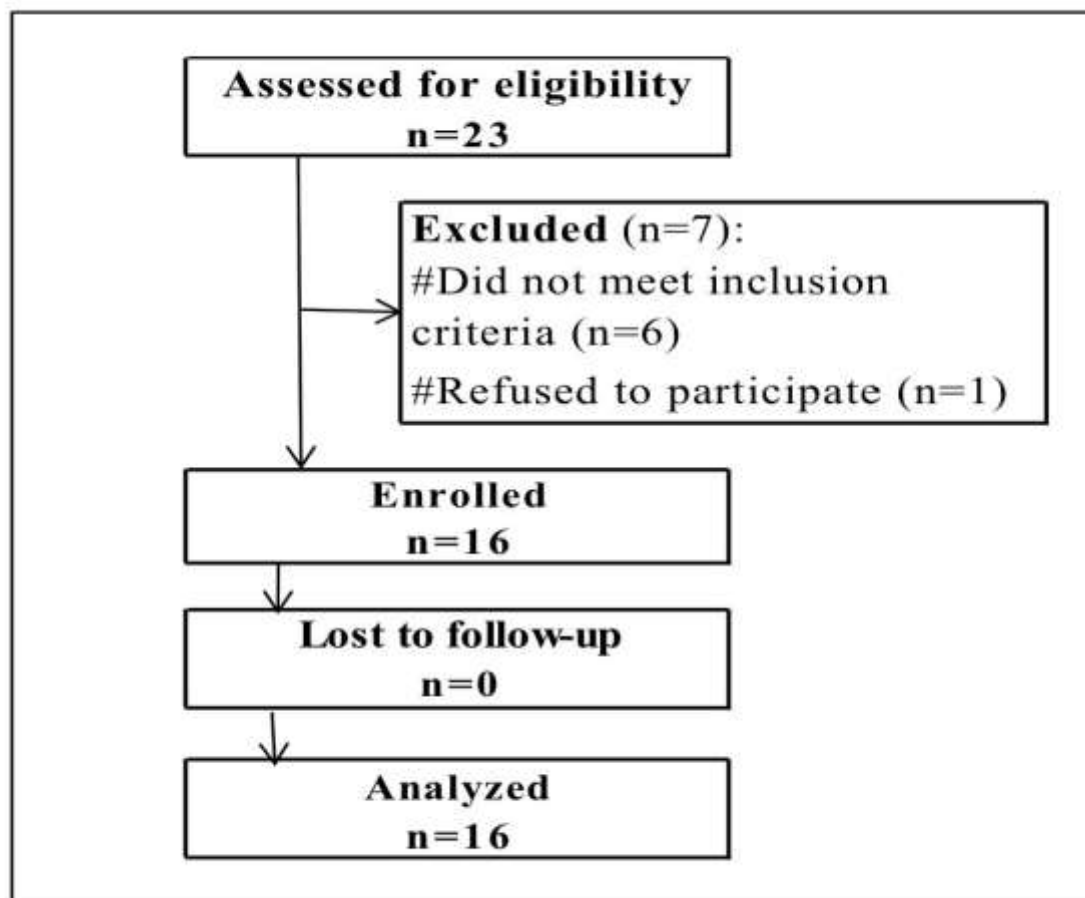 Assessed for eligibility
n=23
Excluded (n=7):
#Did not meet inclusion
criteria (n=6)
#Refused to participate (n=1)
Enrolled
n=16
Lost to follow-up
n=0
Analyzed
n=16